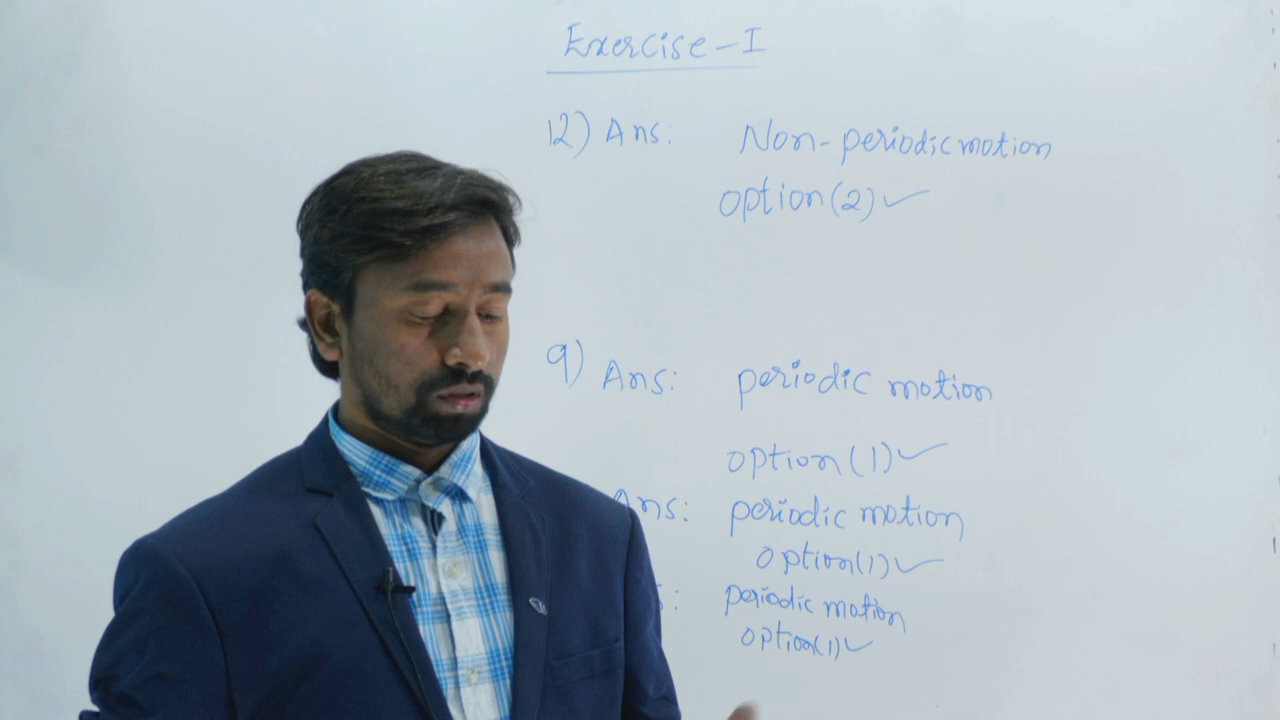 Exercise-I
12) Ans: Non-periodic motion
option(2)✓
9) Ans: periodic motion
option(1)✓
Ans: periodic motion
option(1)✓
: periodic motion
option(1)✓